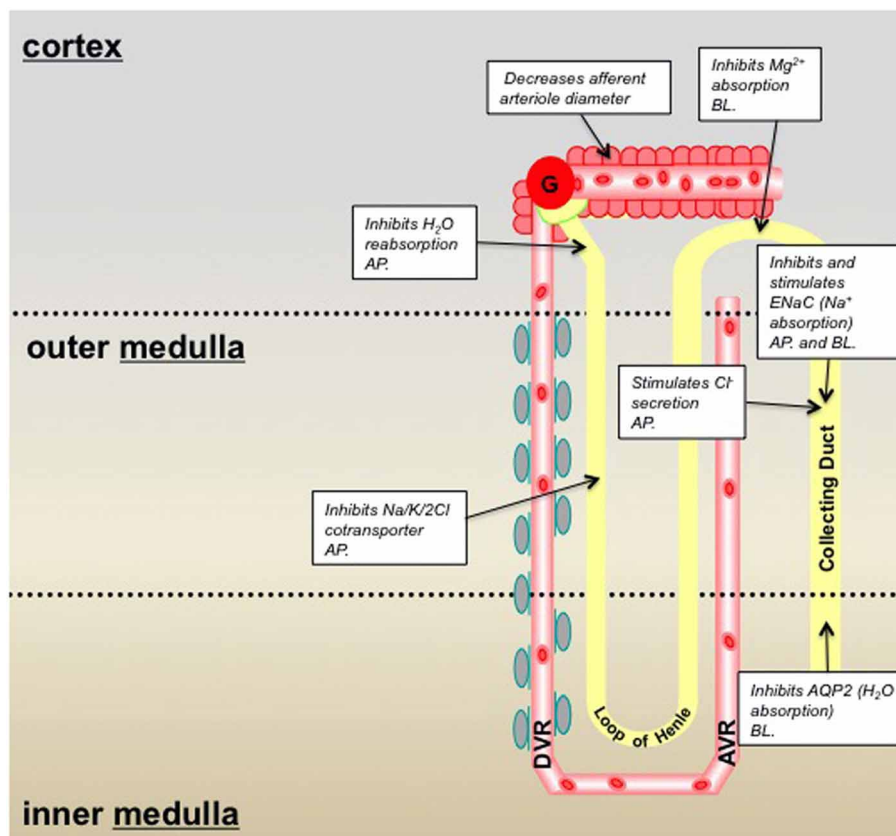 cortex
Decreases afferent
arteriole diameter
Inhibits Mg²⁺
absorption
BL.
G
Inhibits H₂O
reabsorption
AP.
Inhibits and
stimulates
ENaC (Na⁺
absorption)
AP. and BL.
outer medulla
Stimulates Cl⁻
secretion
AP.
Collecting Duct
Inhibits Na/K/2Cl
cotransporter
AP.
Inhibits AQP2 (H₂O
absorption)
BL.
Loop of Henle
DVR
AVR
inner medulla